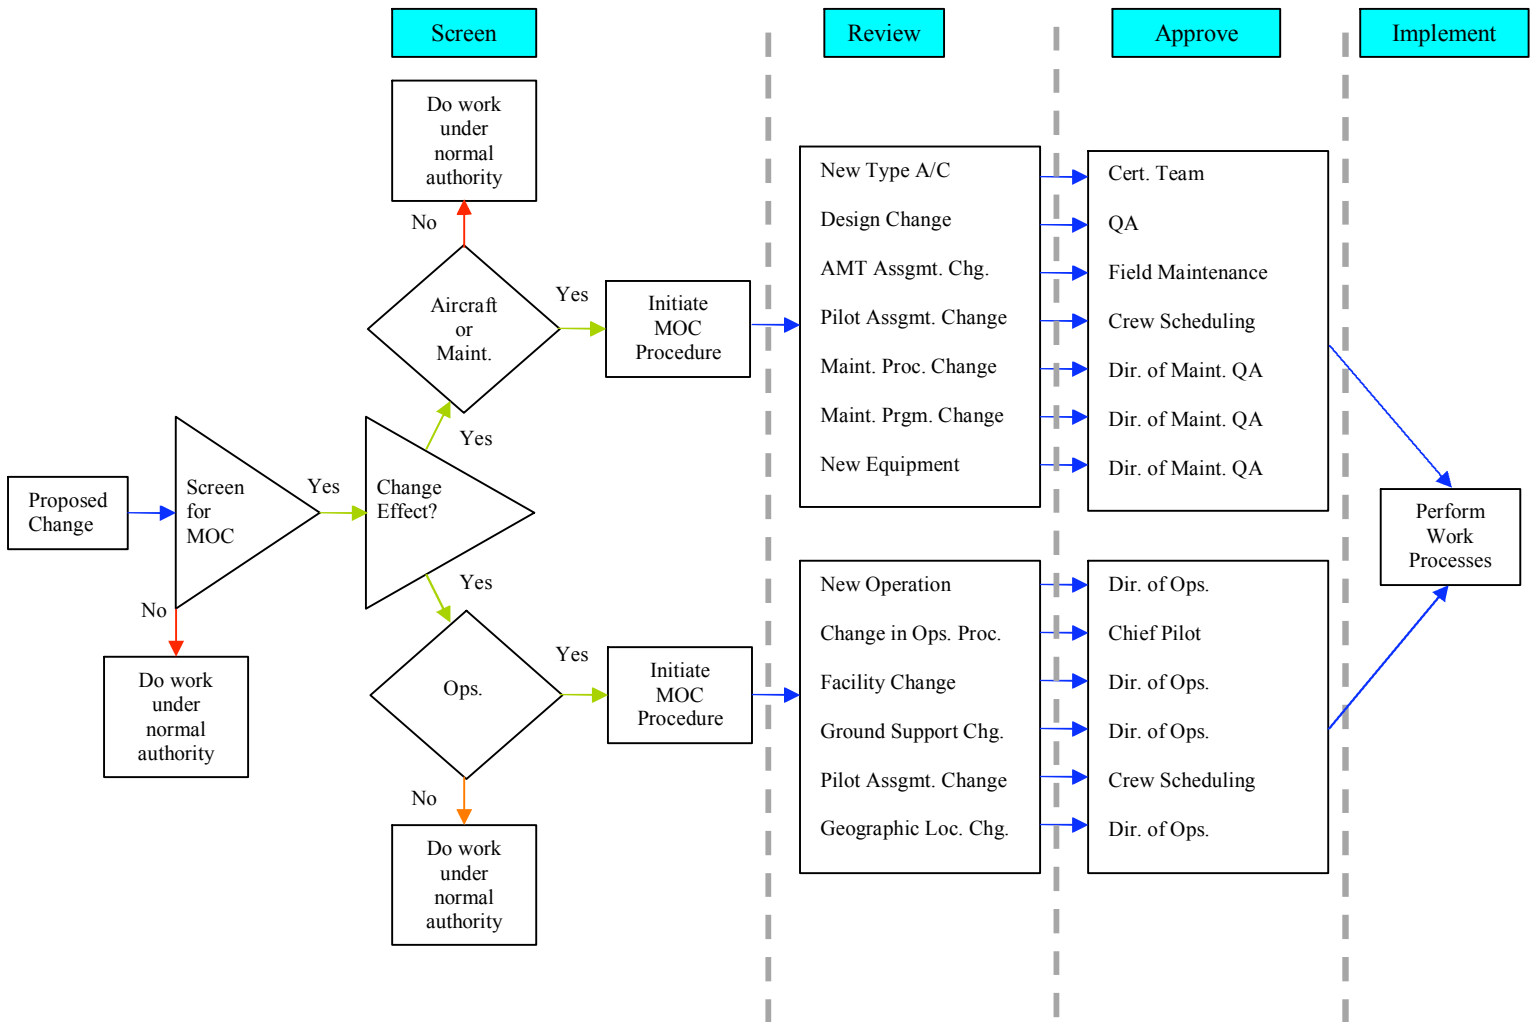 Screen
Review
Approve
Implement
Do work
under
normal
authority
No
Aircraft
or
Maint.
Yes
Initiate
MOC
Procedure
Yes
Proposed
Change
Screen
for
MOC
Yes
Change
Effect?
No
Do work
under
normal
authority
Yes
Ops.
Yes
Initiate
MOC
Procedure
No
Do work
under
normal
authority
New Type A/C
Design Change
AMT Assgmt. Chg.
Pilot Assgmt. Change
Maint. Proc. Change
Maint. Prgm. Change
New Equipment
Cert. Team
QA
Field Maintenance
Crew Scheduling
Dir. of Maint. QA
Dir. of Maint. QA
Dir. of Maint. QA
New Operation
Change in Ops. Proc.
Facility Change
Ground Support Chg.
Pilot Assgmt. Change
Geographic Loc. Chg.
Dir. of Ops.
Chief Pilot
Dir. of Ops.
Dir. of Ops.
Crew Scheduling
Dir. of Ops.
Perform
Work
Processes